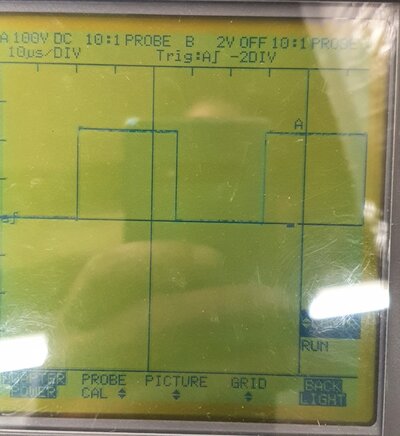 A 100V DC 10:1 PROBE B 2V OFF 10:1 PROBE
10µs/DIV Trig:A∫ -2DIV
A
RUN
PROBE PICTURE GRID BACK
POWER CAL LIGHT